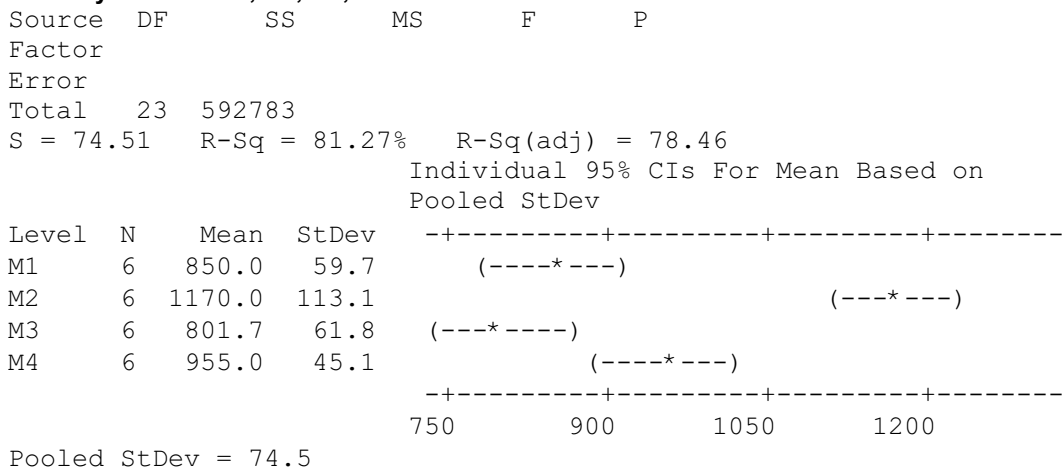 Source  DF      SS      MS      F      P
Factor
Error
Total   23  592783
S = 74.51   R-Sq = 81.27%   R-Sq(adj) = 78.46
                          Individual 95% CIs For Mean Based on
                          Pooled StDev
Level  N    Mean  StDev   -+---------+---------+---------+--------
M1     6   850.0   59.7       (----*---)
M2     6  1170.0  113.1                            (---*---)
M3     6   801.7   61.8    (---*----)
M4     6   955.0   45.1              (----*---)
                           -+---------+---------+---------+--------
                          750       900      1050      1200
Pooled StDev = 74.5